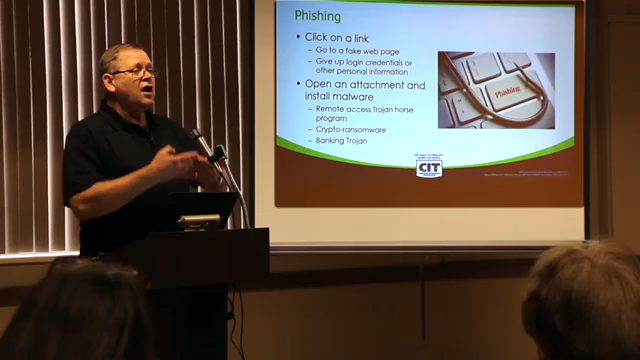 Phishing
• Click on a link
– Go to a fake web page
– Give up login credentials or
other personal information
• Open an attachment and
install malware
– Remote access Trojan horse
program
– Crypto-ransomware
– Banking Trojan
Phishing
CIT